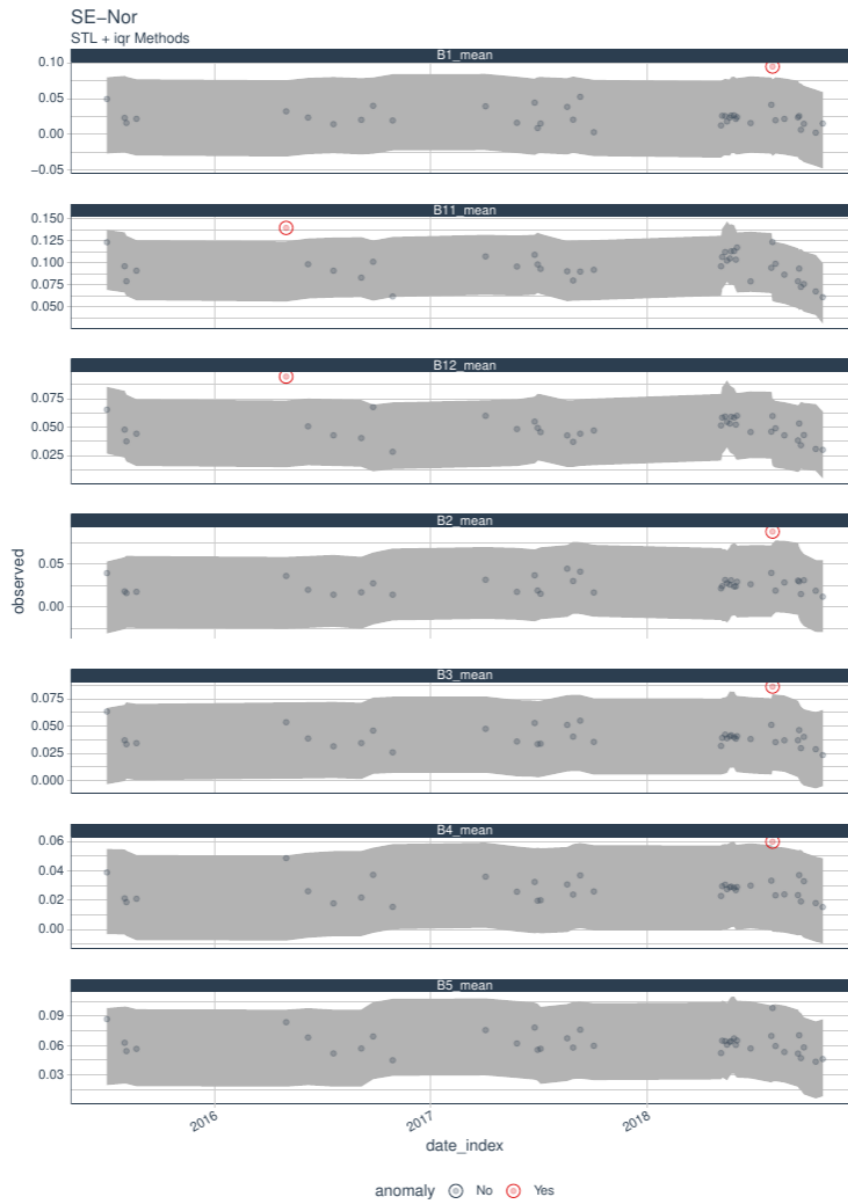 SE−Nor
STL + iqr Methods
B1_mean
0.10
0.05
0.00
−0.05
B11_mean
0.150
0.125
0.100
0.075
0.050
B12_mean
0.075
0.050
0.025
B2_mean
0.05
0.00
B3_mean
0.075
0.050
0.025
0.000
B4_mean
0.06
0.04
0.02
0.00
B5_mean
0.09
0.06
0.03
observed
2016
2017
2018
date_index
anomaly No Yes